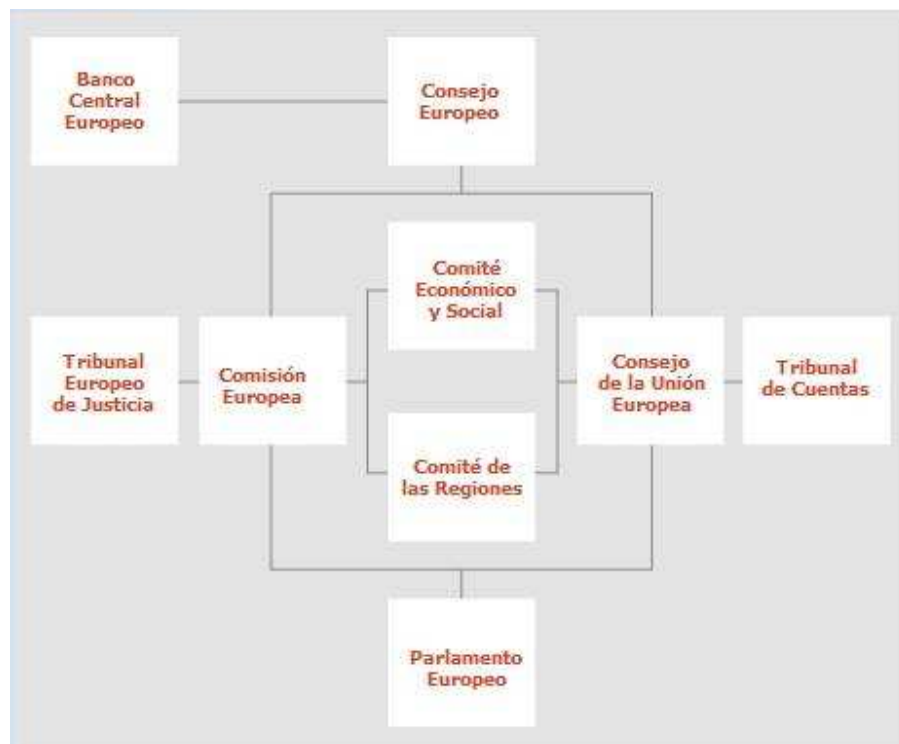 Banco
Central
Europeo
Consejo
Europeo
Comité
Económico
y Social
Tribunal
Europeo
de Justicia
Comisión
Europea
Consejo
de la Unión
Europea
Tribunal
de Cuentas
Comité de
las Regiones
Parlamento
Europeo